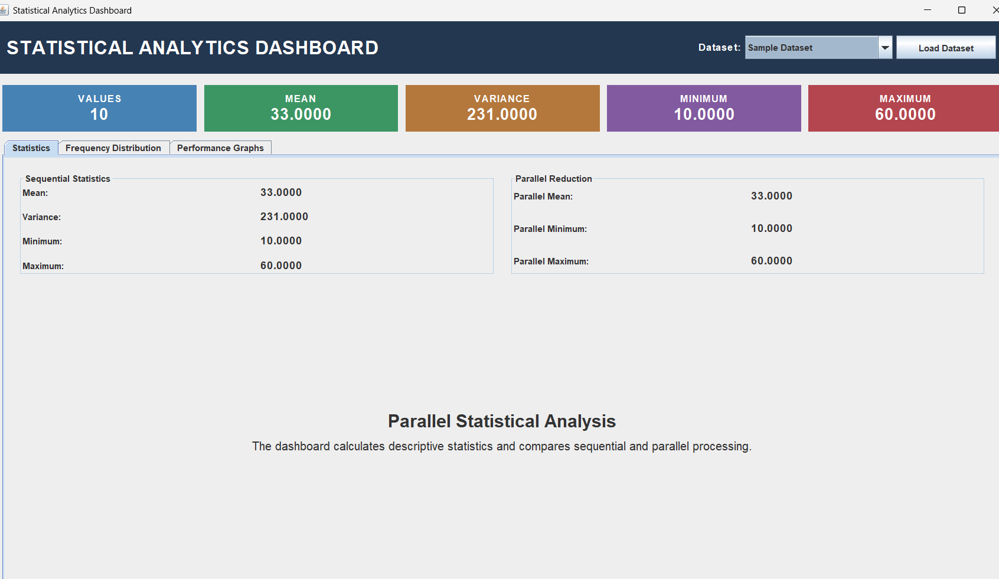 Statistical Analytics Dashboard
STATISTICAL ANALYTICS DASHBOARD
Dataset: Sample Dataset Load Dataset
VALUES
10
MEAN
33.0000
VARIANCE
231.0000
MINIMUM
10.0000
MAXIMUM
60.0000
Statistics Frequency Distribution Performance Graphs
Sequential Statistics
Mean: 33.0000
Variance: 231.0000
Minimum: 10.0000
Maximum: 60.0000
Parallel Reduction
Parallel Mean: 33.0000
Parallel Minimum: 10.0000
Parallel Maximum: 60.0000
Parallel Statistical Analysis
The dashboard calculates descriptive statistics and compares sequential and parallel processing.